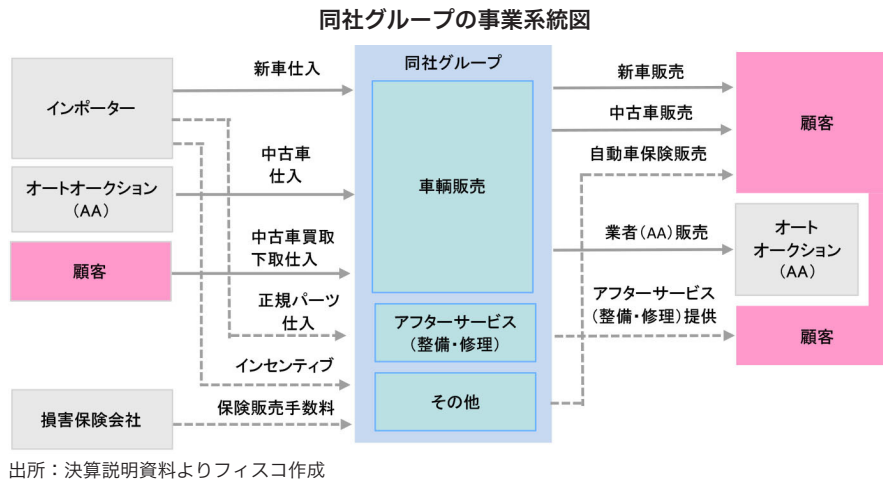 同社グループの事業系統図
インポーター
オートオークション
(AA)
顧客
損害保険会社
新車仕入
中古車
仕入
中古車買取
下取仕入
正規パーツ
仕入
インセンティブ
保険販売手数料
同社グループ
車輌販売
アフターサービス
(整備・修理)
その他
新車販売
中古車販売
自動車保険販売
業者(AA)販売
アフターサービス
(整備・修理)提供
顧客
オート
オークション
(AA)
顧客
出所:決算説明資料よりフィスコ作成